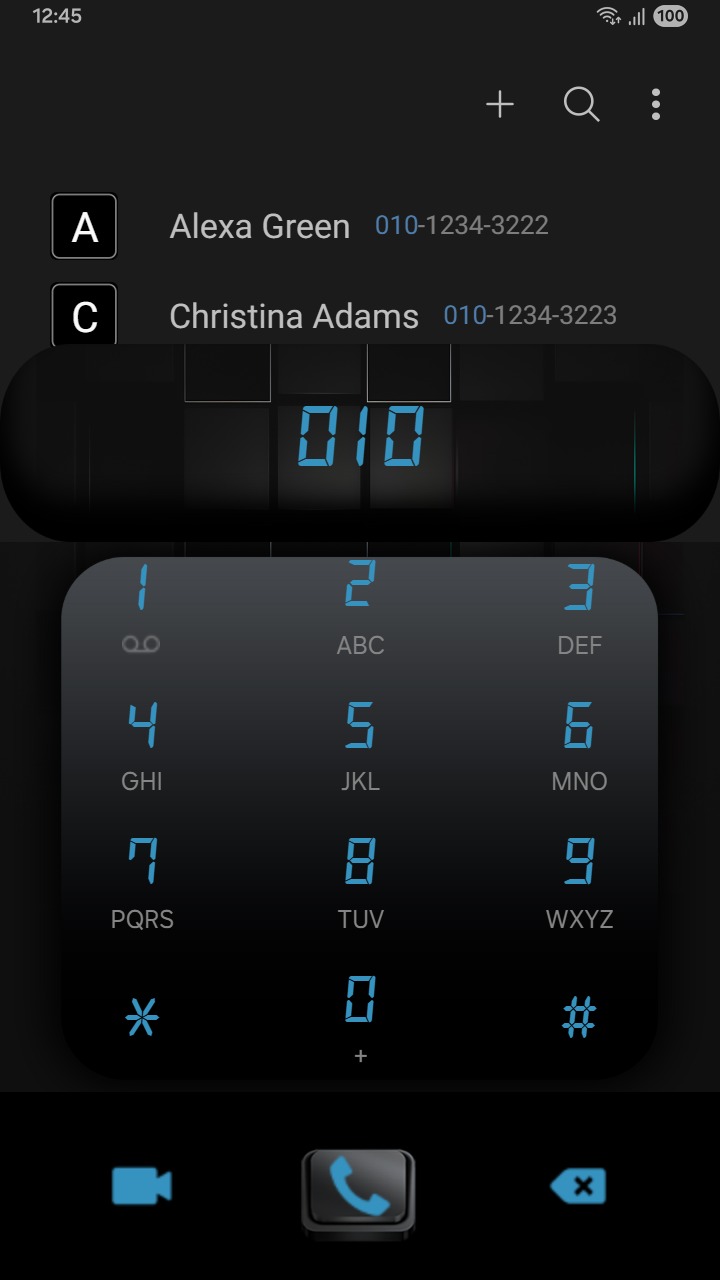 12:45 100
A Alexa Green 010-1234-3222
C Christina Adams 010-1234-3223
010
1 2 3
ABC DEF
4 5 6
GHI JKL MNO
7 8 9
PQRS TUV WXYZ
* 0 #
+